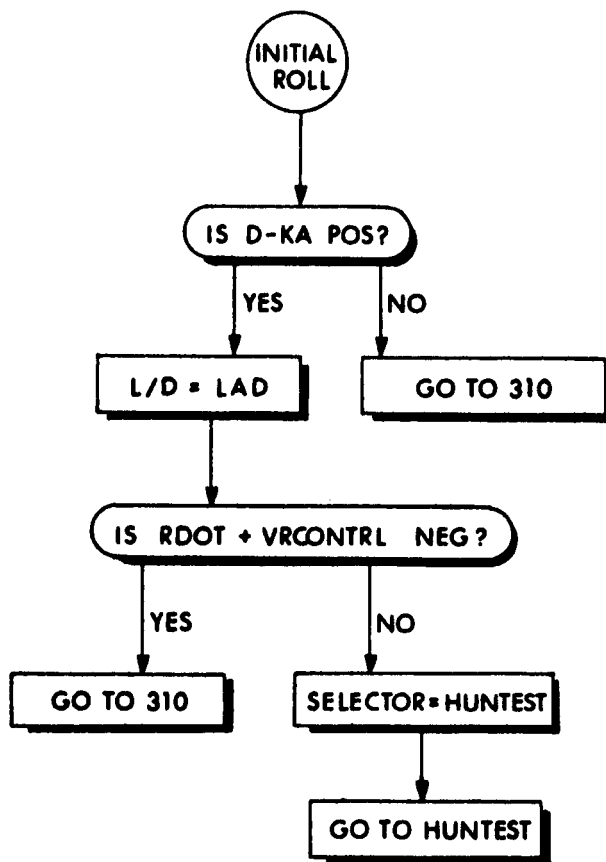 INITIAL
ROLL
IS D-KA POS?
YES
NO
L/D = LAD
GO TO 310
IS RDOT + VRCONTRL NEG?
YES
NO
GO TO 310
SELECTOR = HUNTEST
GO TO HUNTEST